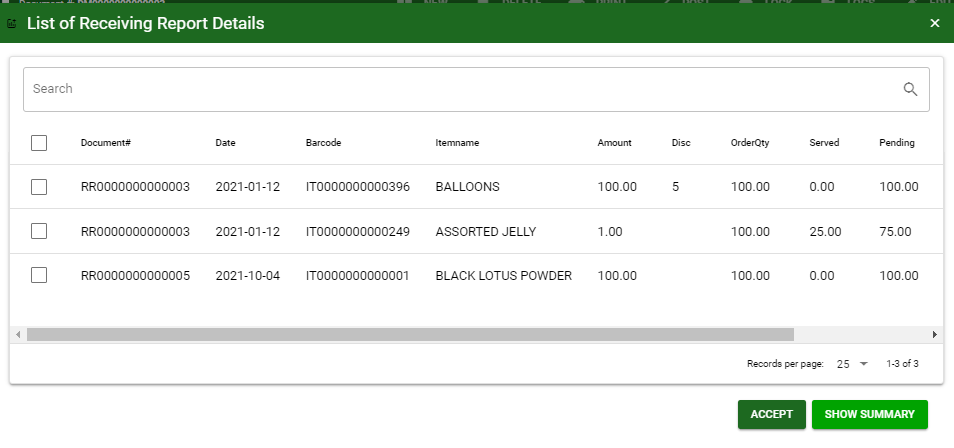 List of Receiving Report Details
Search
Document# Date Barcode Itemname Amount Disc OrderQty Served Pending
RR0000000000003 2021-01-12 IT0000000000396 BALLOONS 100.00 5 100.00 0.00 100.00
RR0000000000003 2021-01-12 IT0000000000249 ASSORTED JELLY 1.00 100.00 25.00 75.00
RR0000000000005 2021-10-04 IT0000000000001 BLACK LOTUS POWDER 100.00 100.00 0.00 100.00
Records per page: 25 1-3 of 3
ACCEPT SHOW SUMMARY